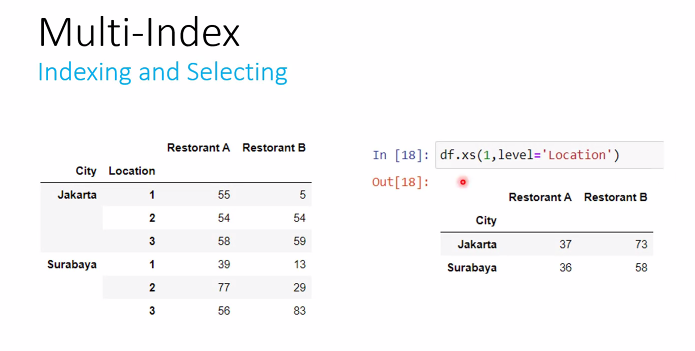 Multi-Index
Indexing and Selecting
Restorant A Restorant B
City Location
Jakarta 1 55 5
2 54 54
3 58 59
Surabaya 1 39 13
2 77 29
3 56 83
In [18]: df.xs(1,level='Location')
Out[18]:
Restorant A Restorant B
City
Jakarta 37 73
Surabaya 36 58